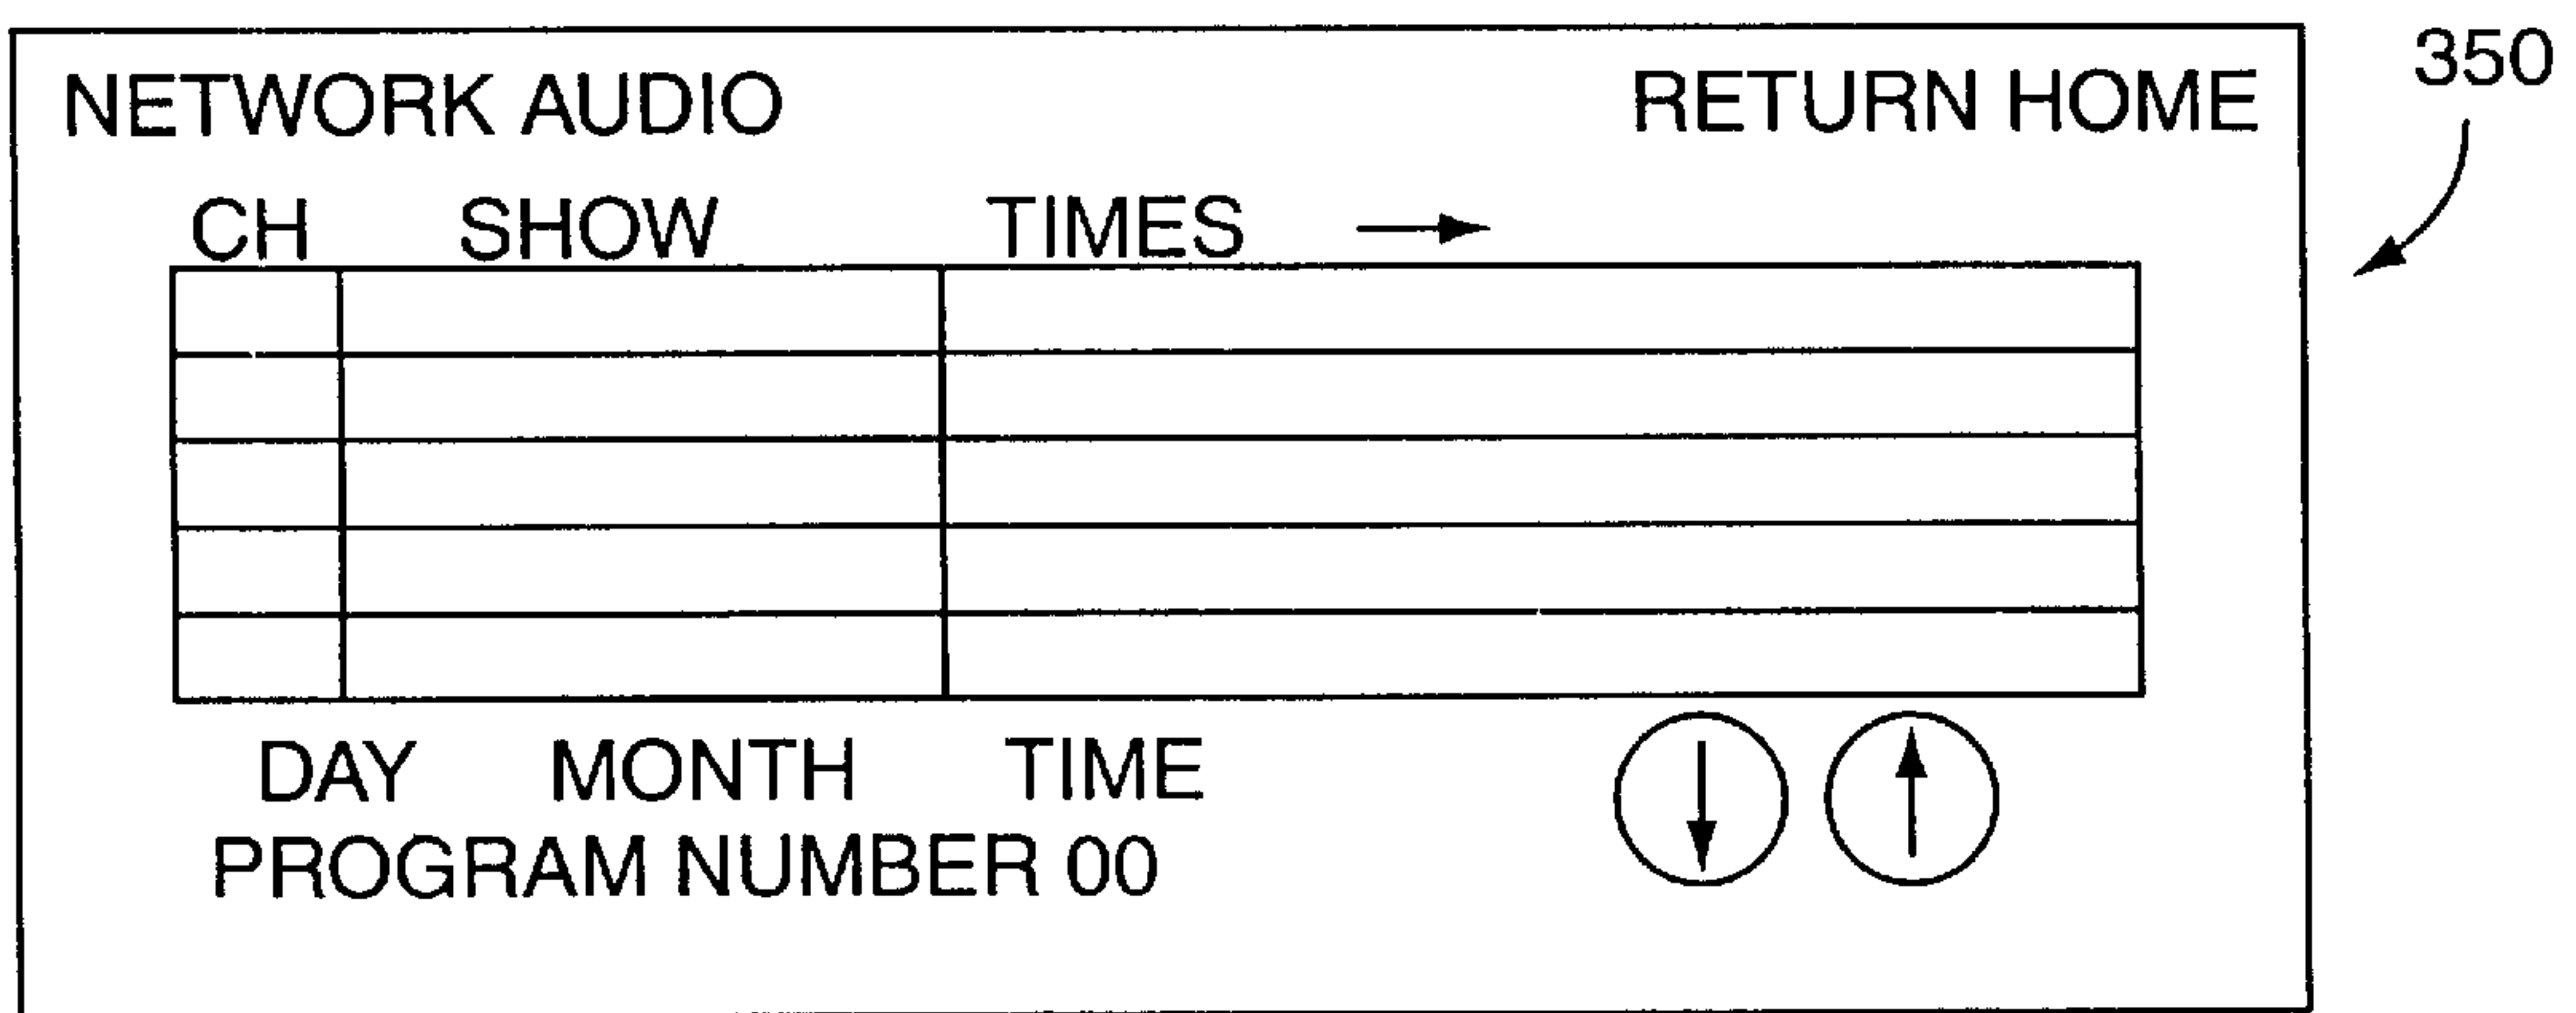 NETWORK AUDIO RETURN HOME
350
CH SHOW TIMES →
DAY MONTH TIME
PROGRAM NUMBER 00